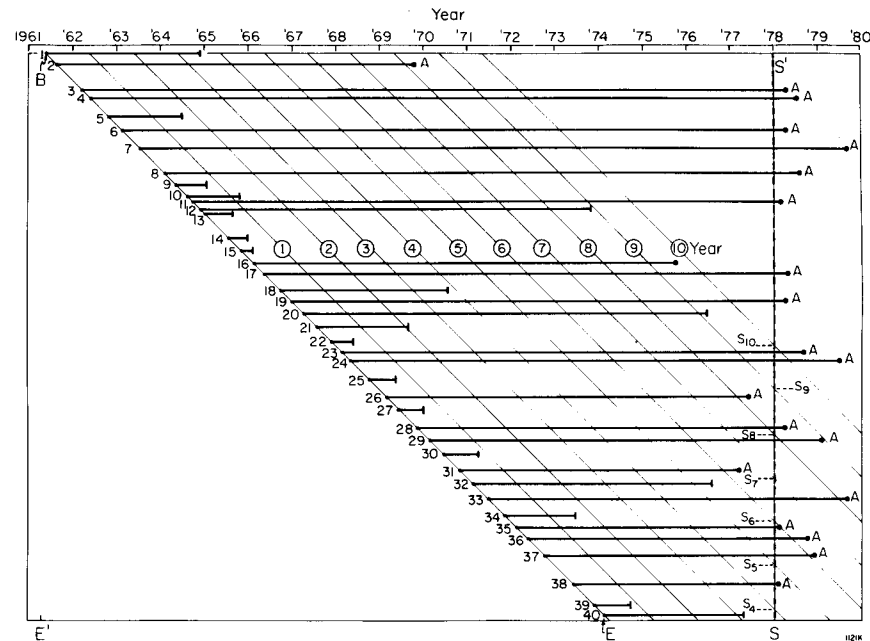 Year
1961 '62 '63 '64 '65 '66 '67 '68 '69 '70 '71 '72 '73 '74 '75 '76 '77 '78 '79 '80
1
2 A
B S'
3 A
4 A
5
6 A
7 A
8 A
9
10
11 A
12
13
14
15 1 2 3 4 5 6 7 8 9 10 Year
16
17 A
18
19 A
20
21
22 S10
23 A
24 A
25
26 A S9
27
28 A
29 S8 A
30
31 A
32 S7
33 A
34
35 S6 A
36 A
37 A
S5
38 A
39 S4
40
E' E S
1121K